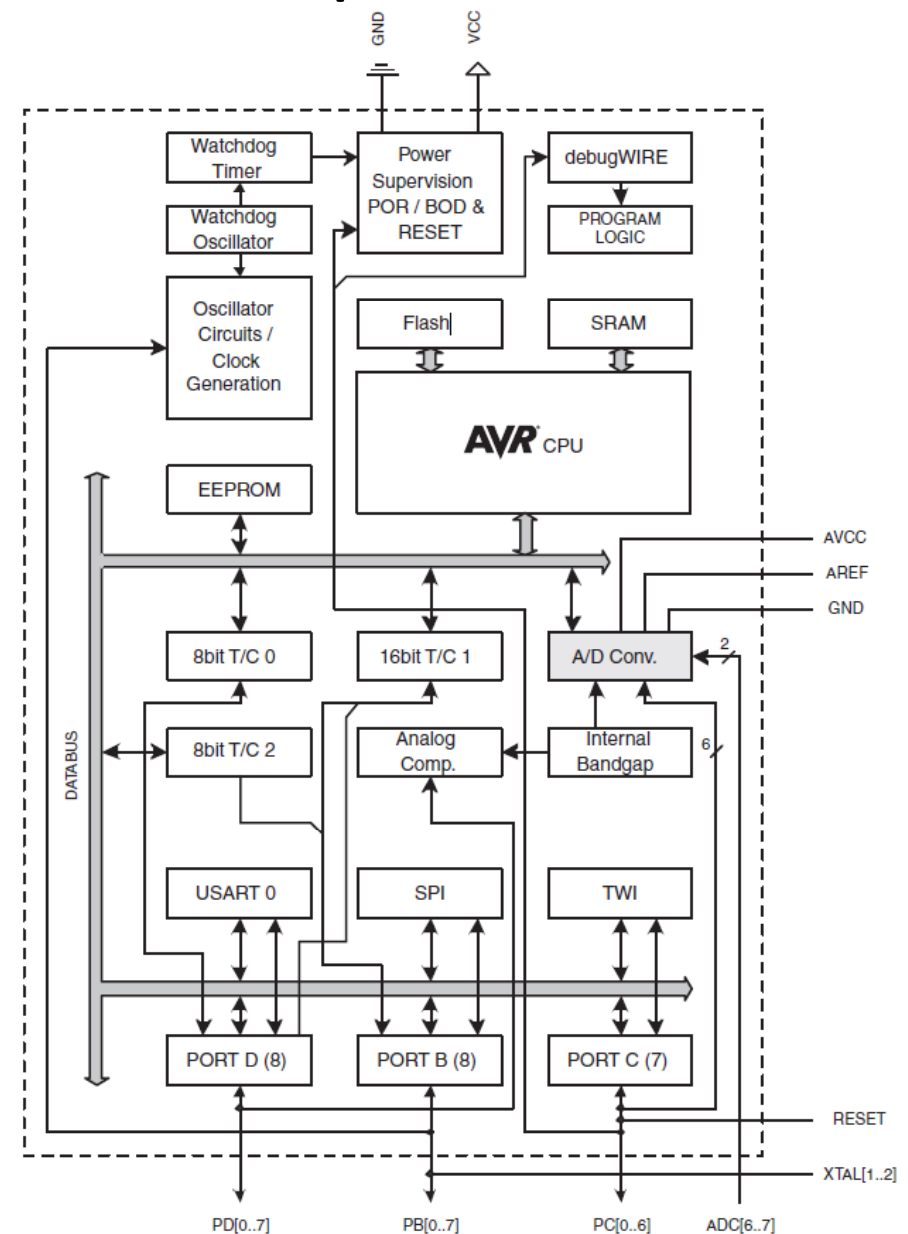 GND
VCC
Watchdog
Timer
Power
Supervision
POR / BOD &
RESET
debugWIRE
Watchdog
Oscillator
PROGRAM
LOGIC
Oscillator
Circuits /
Clock
Generation
Flash
SRAM
AVR® CPU
EEPROM
AVCC
AREF
GND
8bit T/C 0
16bit T/C 1
A/D Conv.
2
8bit T/C 2
Analog
Comp.
Internal
Bandgap
6
DATABUS
USART 0
SPI
TWI
PORT D (8)
PORT B (8)
PORT C (7)
RESET
XTAL[1..2]
PD[0..7]
PB[0..7]
PC[0..6]
ADC[6..7]